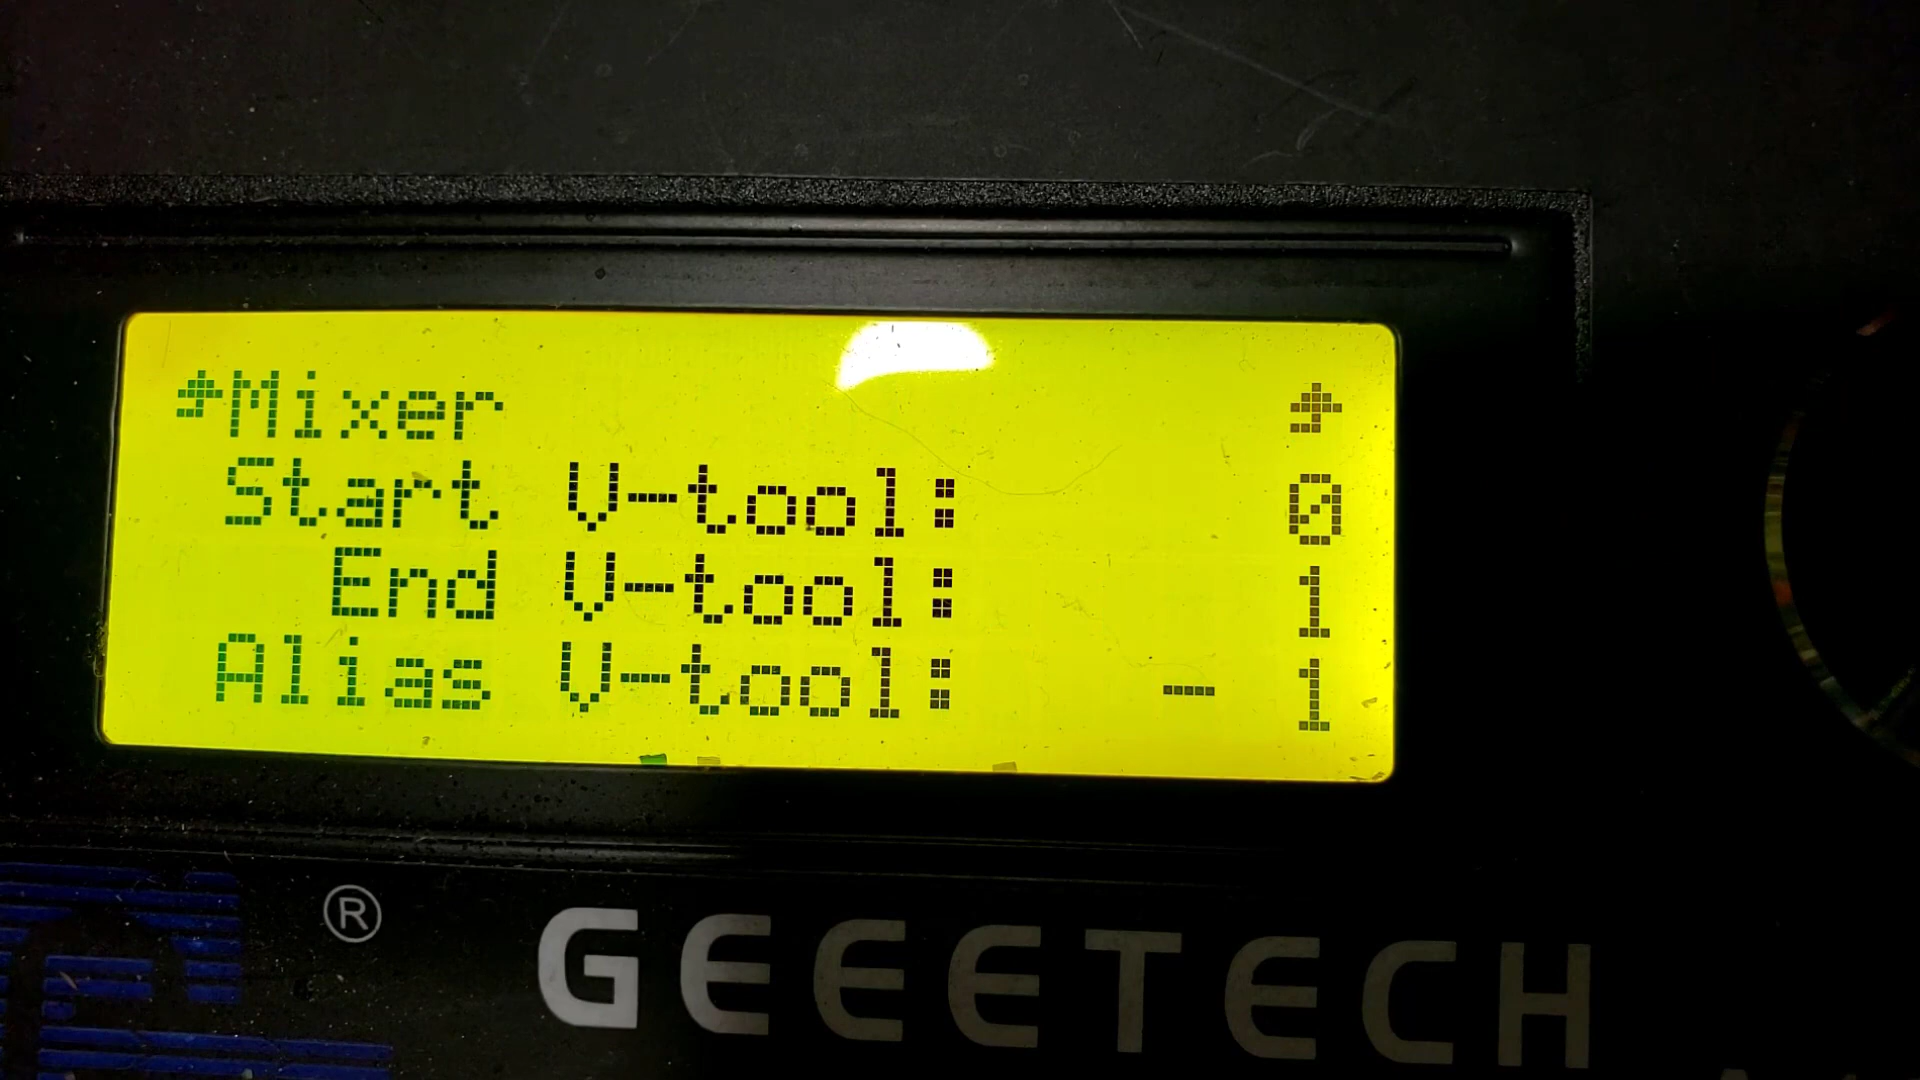 Mixer
Start V-tool: 0
End V-tool: 1
Alias V-tool: - 1
® GEEETECH